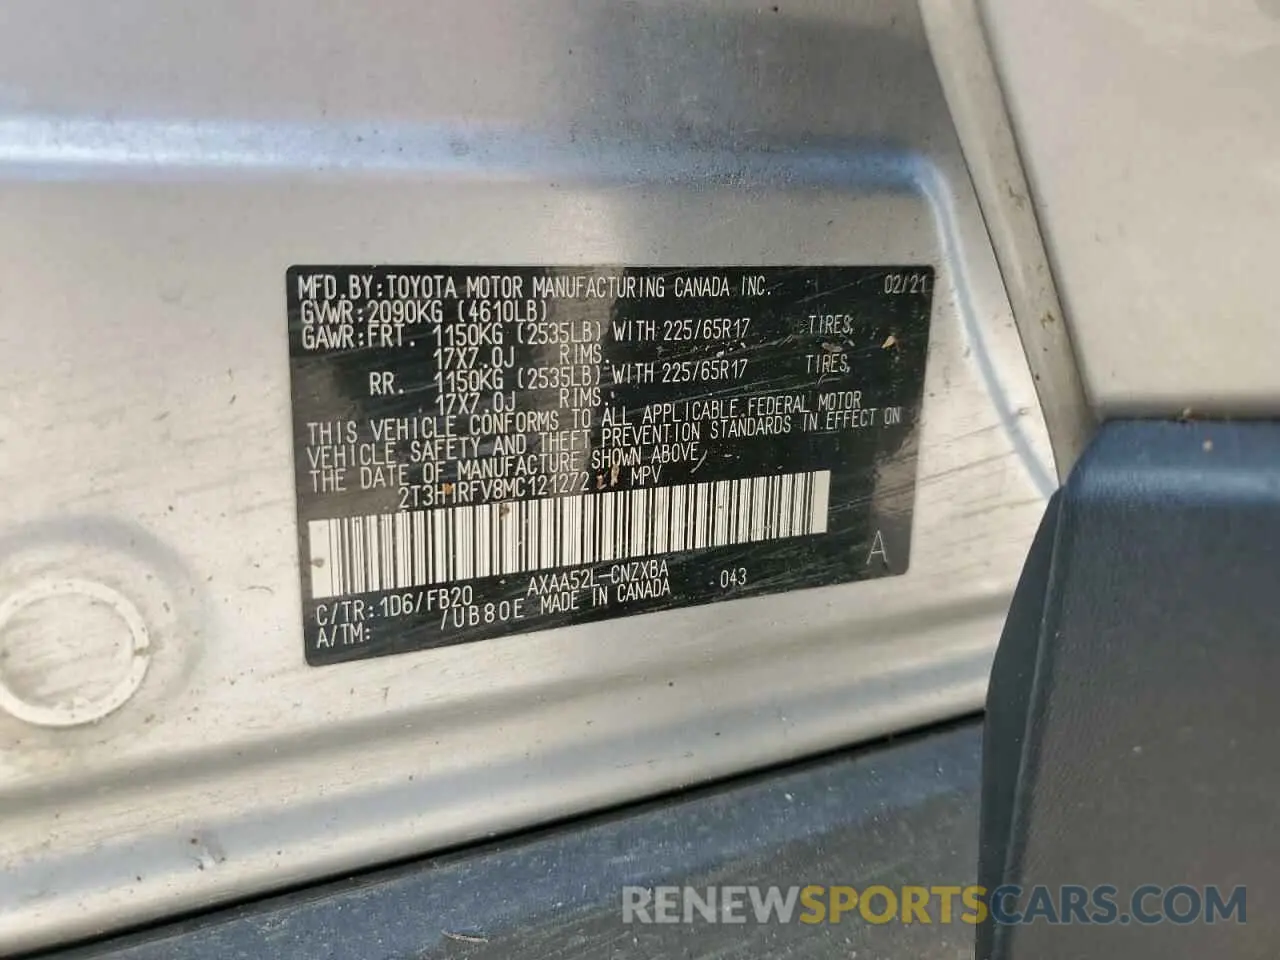 MFD.BY:TOYOTA MOTOR MANUFACTURING CANADA INC. 02/21
GVWR:2090KG (4610LB)
GAWR:FRT. 1150KG (2535LB) WITH 225/65R17 TIRES,
17X7.0J RIMS.
RR. 1150KG (2535LB) WITH 225/65R17 TIRES,
17X7.0J RIMS.
THIS VEHICLE CONFORMS TO ALL APPLICABLE FEDERAL MOTOR
VEHICLE SAFETY AND THEFT PREVENTION STANDARDS IN EFFECT ON
THE DATE OF MANUFACTURE SHOWN ABOVE
2T3H1RFV8MC121272 MPV
A
C/TR:1D6/FB20 AXAA52L-CNZXBA 043
A/TM: /UB80E MADE IN CANADA
RENEWSPORTSCARS.COM